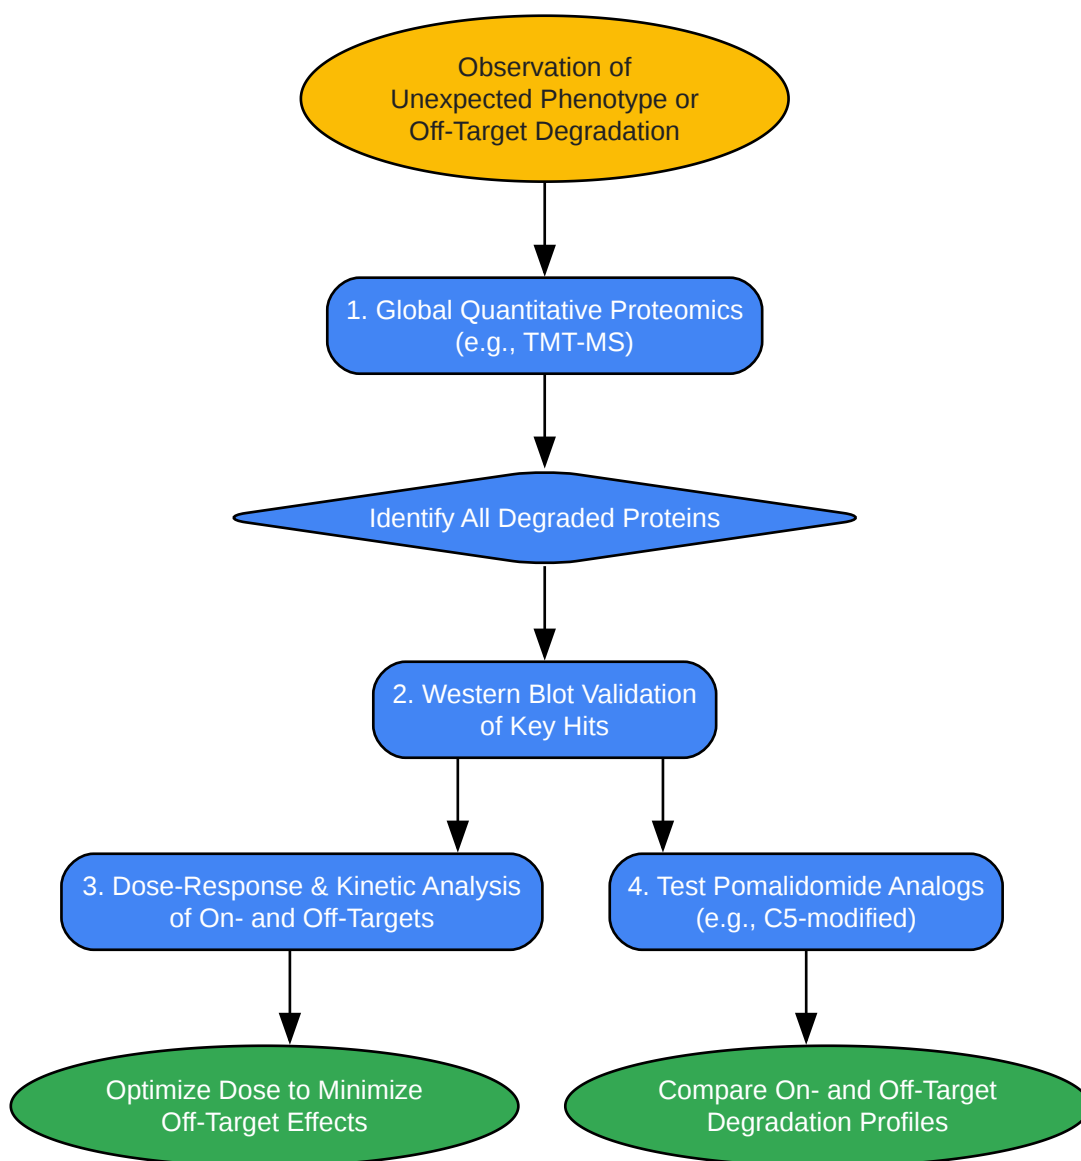 Observation of
Unexpected Phenotype or
Off-Target Degradation
1. Global Quantitative Proteomics
(e.g., TMT-MS)
Identify All Degraded Proteins
2. Western Blot Validation
of Key Hits
3. Dose-Response & Kinetic Analysis
of On- and Off-Targets
4. Test Pomalidomide Analogs
(e.g., C5-modified)
Optimize Dose to Minimize
Off-Target Effects
Compare On- and Off-Target
Degradation Profiles